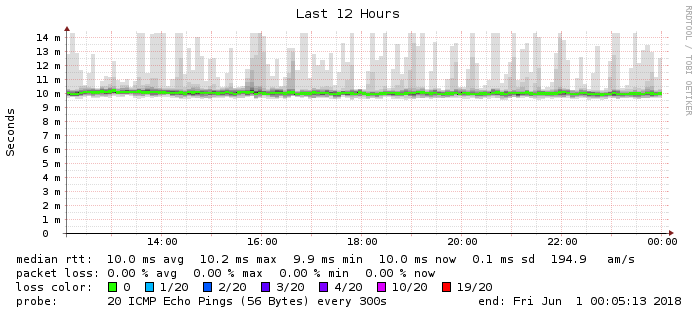 Last 12 Hours
RRDTOOL / TOBI OETIKER
Seconds
14 m
13 m
12 m
11 m
10 m
9 m
8 m
7 m
6 m
5 m
4 m
3 m
2 m
1 m
0
14:00 16:00 18:00 20:00 22:00 00:00
median rtt: 10.0 ms avg 10.2 ms max 9.9 ms min 10.0 ms now 0.1 ms sd 194.9 am/s
packet loss: 0.00 % avg 0.00 % max 0.00 % min 0.00 % now
loss color: 0 1/20 2/20 3/20 4/20 10/20 19/20
probe: 20 ICMP Echo Pings (56 Bytes) every 300s end: Fri Jun 1 00:05:13 2018